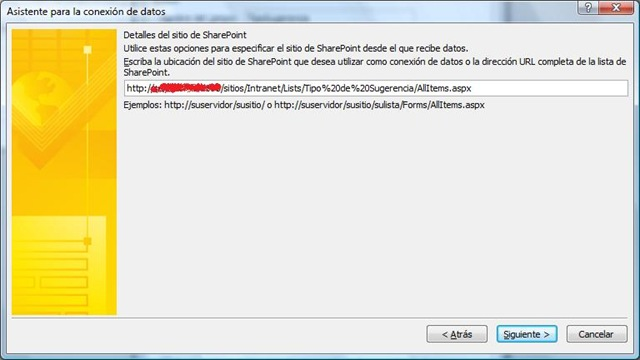 Asistente para la conexión de datos
Detalles del sitio de SharePoint
Utilice estas opciones para especificar el sitio de SharePoint desde el que recibe datos.
Escriba la ubicación del sitio de SharePoint que desea utilizar como conexión de datos o la dirección URL completa de la lista de
SharePoint.
http:/ /sitios/Intranet/Lists/Tipo%20de%20Sugerencia/AllItems.aspx
Ejemplos: http://suservidor/susitio/ o http://suservidor/susitio/sulista/Forms/AllItems.aspx
< Atrás Siguiente > Cancelar